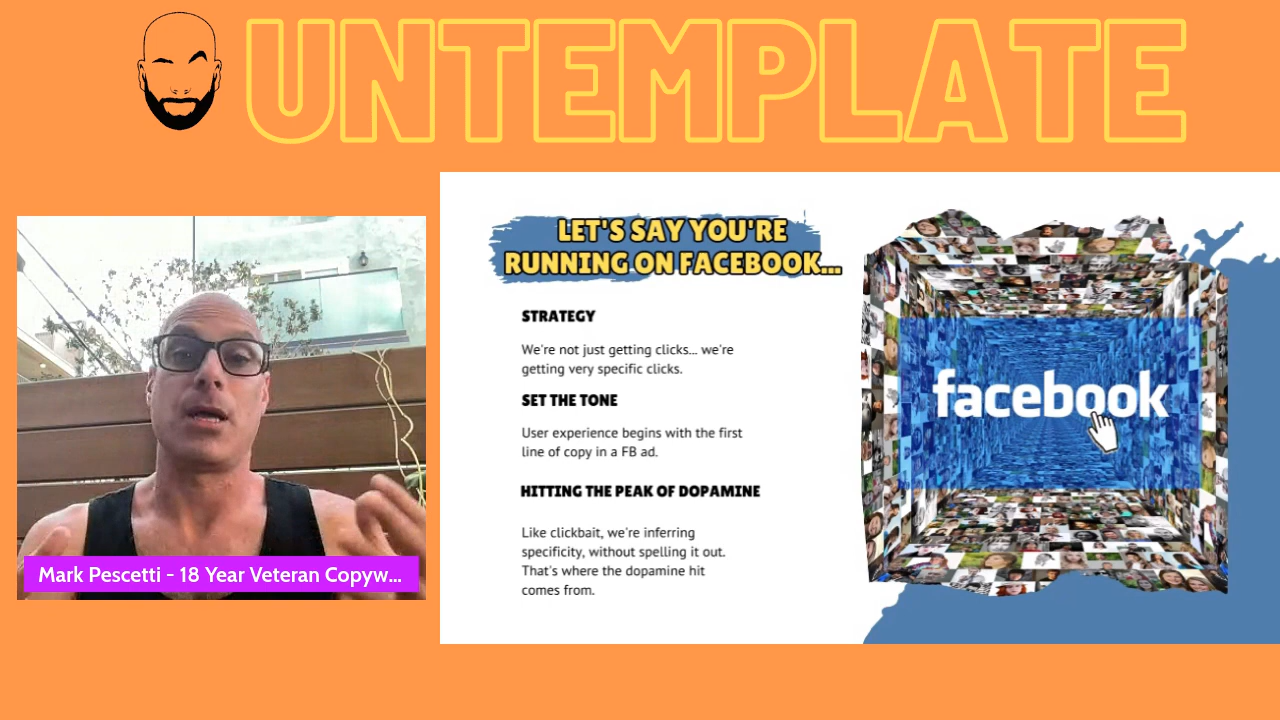 UNTEMPLATE
LET'S SAY YOU'RE
RUNNING ON FACEBOOK...
STRATEGY
We're not just getting clicks... we're
getting very specific clicks.
SET THE TONE
User experience begins with the first
line of copy in a FB ad.
HITTING THE PEAK OF DOPAMINE
Like clickbait, we're inferring
specificity, without spelling it out.
That's where the dopamine hit
comes from.
facebook
Mark Pescetti - 18 Year Veteran Copyw...